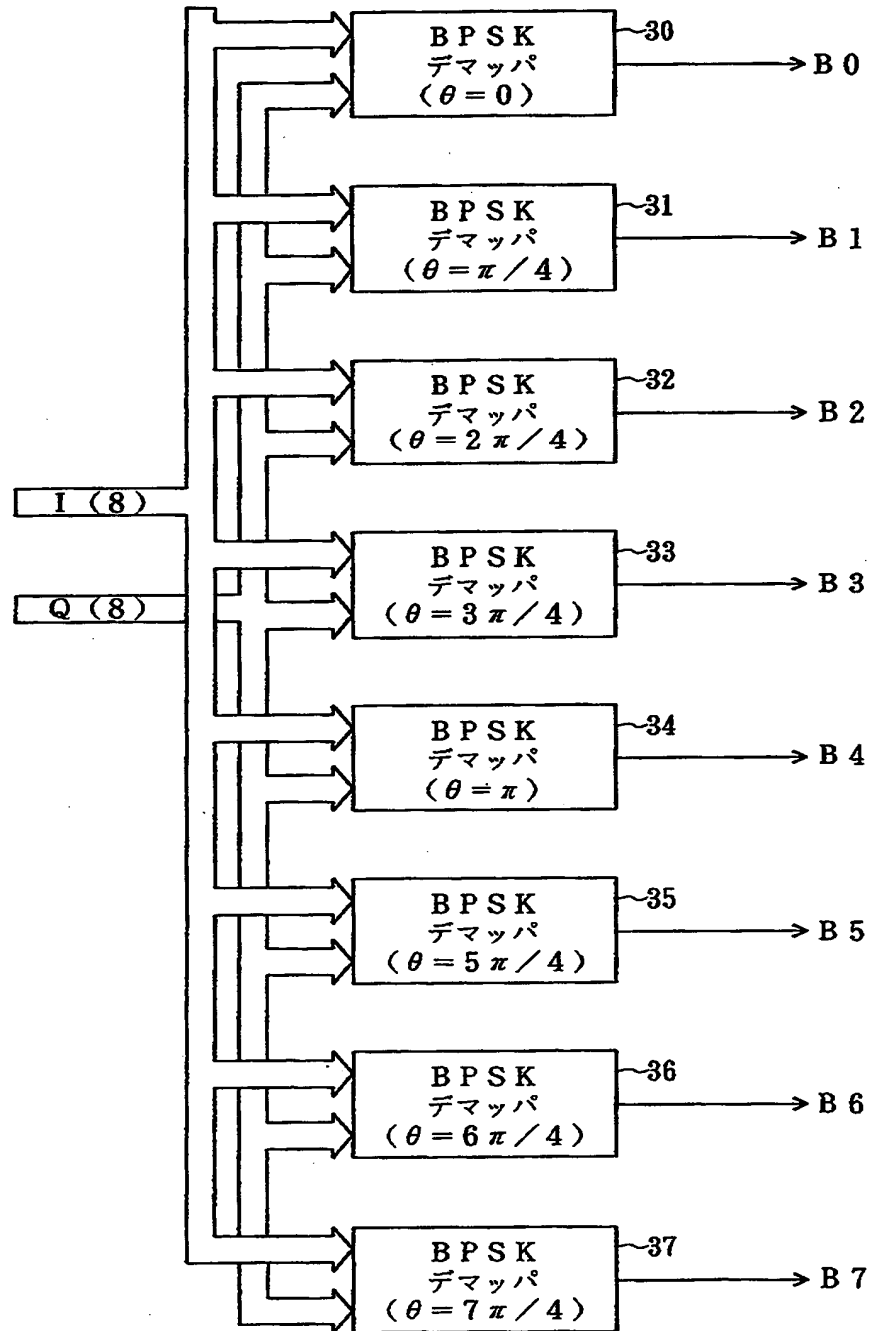 BPSK
デマッパ
(θ=0)
30
B0
BPSK
デマッパ
(θ=π/4)
31
B1
BPSK
デマッパ
(θ=2π/4)
32
B2
I(8)
BPSK
デマッパ
(θ=3π/4)
33
B3
Q(8)
BPSK
デマッパ
(θ=π)
34
B4
BPSK
デマッパ
(θ=5π/4)
35
B5
BPSK
デマッパ
(θ=6π/4)
36
B6
BPSK
デマッパ
(θ=7π/4)
37
B7